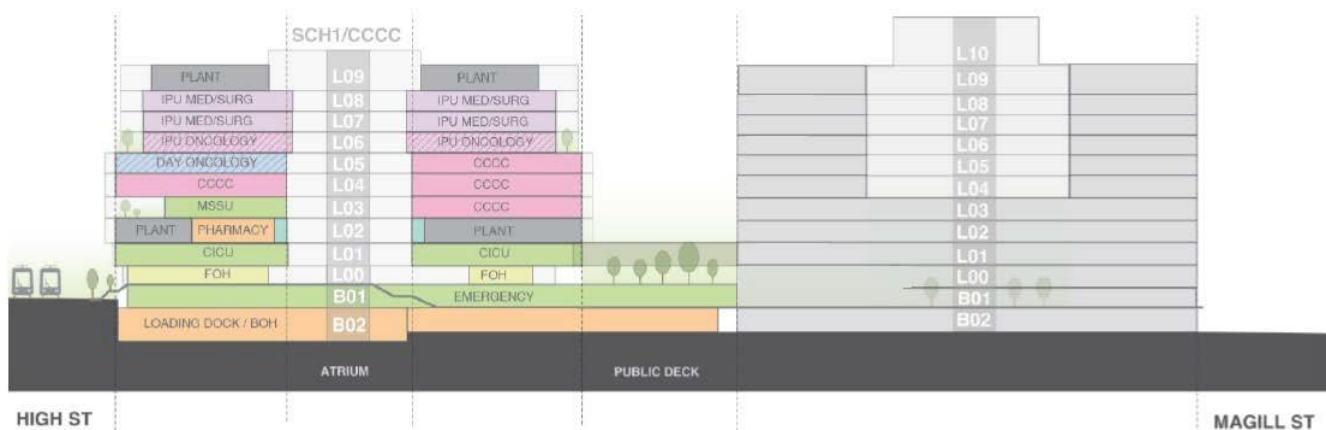 SCH1/CCCC
L10
PLANT L09 PLANT L09
IPU MED/SURG L08 IPU MED/SURG L08
IPU MED/SURG L07 IPU MED/SURG L07
IPU ONCOLOGY L06 IPU ONCOLOGY L06
DAY ONCOLOGY L05 CCCC L05
CCCC L04 CCCC L04
MSSU L03 CCCC L03
PLANT PHARMACY L02 PLANT L02
CICU L01 CICU L01
FOH L00 FOH L00
B01 EMERGENCY B01
LOADING DOCK / BOH B02 B02
ATRIUM PUBLIC DECK
HIGH ST MAGILL ST